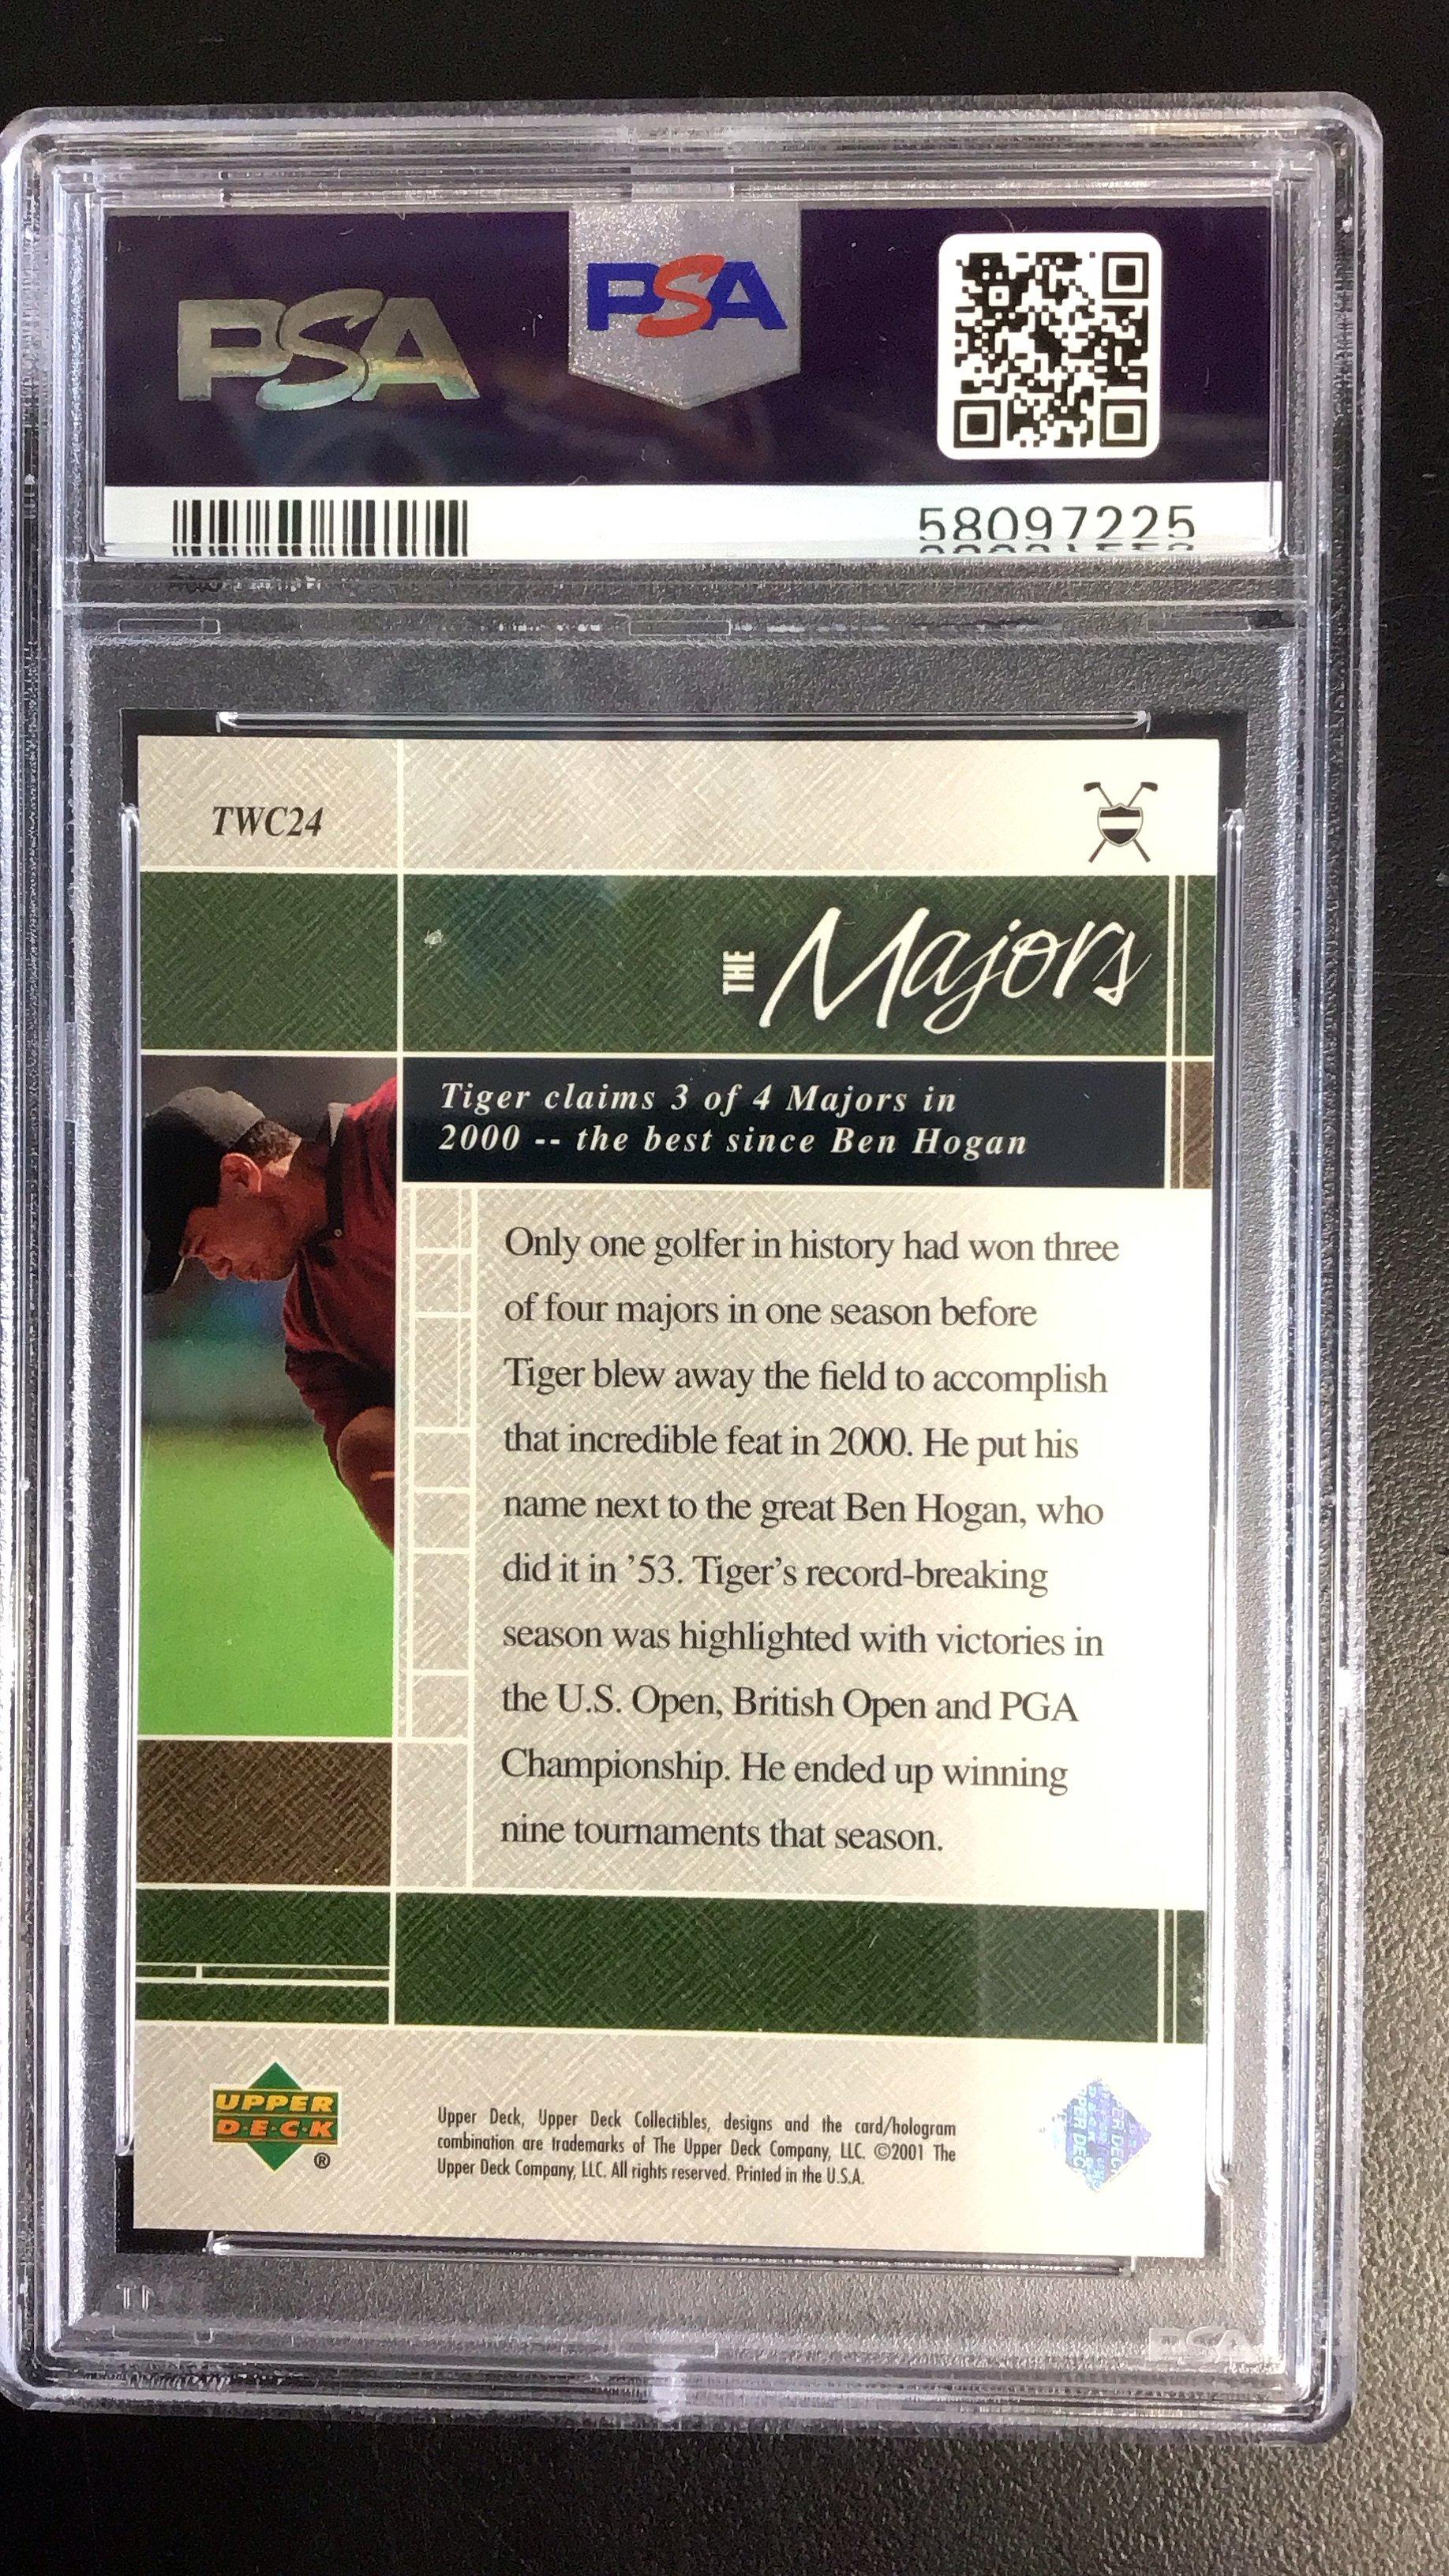 PSA
PSA
58097225
TWC24
THE Majors
Tiger claims 3 of 4 Majors in
2000 -- the best since Ben Hogan
Only one golfer in history had won three
of four majors in one season before
Tiger blew away the field to accomplish
that incredible feat in 2000. He put his
name next to the great Ben Hogan, who
did it in ’53. Tiger’s record-breaking
season was highlighted with victories in
the U.S. Open, British Open and PGA
Championship. He ended up winning
nine tournaments that season.
UPPER
D·E·C·K
®
Upper Deck, Upper Deck Collectibles, designs and the card/hologram
combination are trademarks of The Upper Deck Company, LLC. ©2001 The
Upper Deck Company, LLC. All rights reserved. Printed in the U.S.A.
PSA